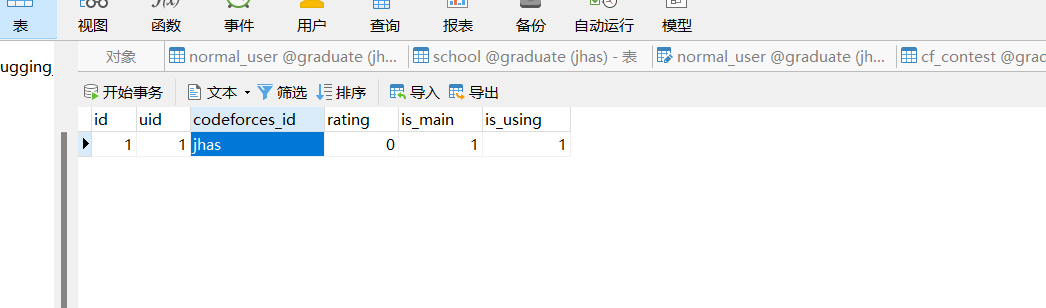 表 视图 函数 事件 用户 查询 报表 备份 自动运行 模型
ugging_ 对象 normal_user @graduate (jh... school @graduate (jhas) - 表 normal_user @graduate (jh... cf_contest @grad
开始事务 文本 筛选 排序 导入 导出
id uid codeforces_id rating is_main is_using
1 1 jhas 0 1 1